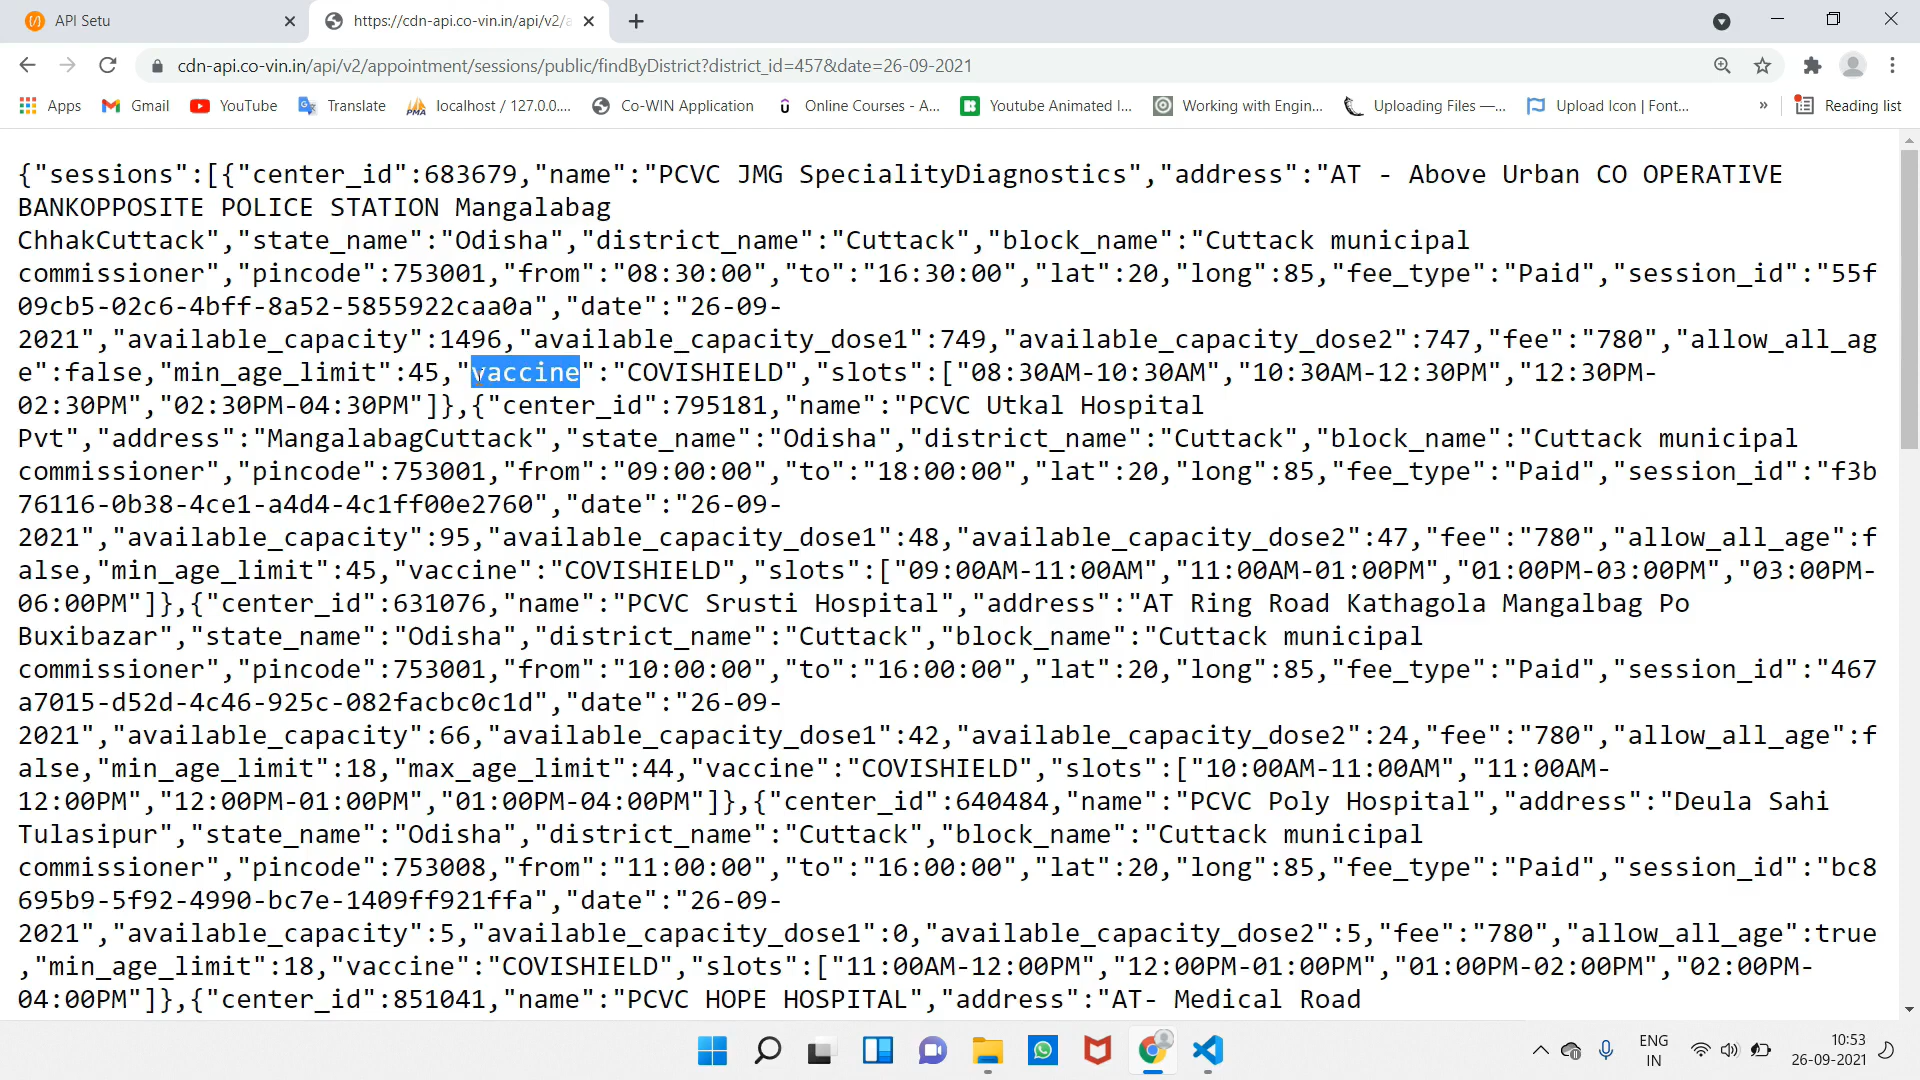 API Setu
https://cdn-api.co-vin.in/api/v2/a
cdn-api.co-vin.in/api/v2/appointment/sessions/public/findByDistrict?district_id=457&date=26-09-2021
Apps Gmail YouTube Translate localhost / 127.0.0.... Co-WIN Application Online Courses - A... Youtube Animated I... Working with Engin... Uploading Files —... Upload Icon | Font... » Reading list
{"sessions":[{"center_id":683679,"name":"PCVC JMG SpecialityDiagnostics","address":"AT - Above Urban CO OPERATIVE
BANKOPPOSITE POLICE STATION Mangalabag
ChhakCuttack","state_name":"Odisha","district_name":"Cuttack","block_name":"Cuttack municipal
commissioner","pincode":753001,"from":"08:30:00","to":"16:30:00","lat":20,"long":85,"fee_type":"Paid","session_id":"55f
09cb5-02c6-4bff-8a52-5855922caa0a","date":"26-09-
2021","available_capacity":1496,"available_capacity_dose1":749,"available_capacity_dose2":747,"fee":"780","allow_all_ag
e":false,"min_age_limit":45,"vaccine":"COVISHIELD","slots":["08:30AM-10:30AM","10:30AM-12:30PM","12:30PM-
02:30PM","02:30PM-04:30PM"]},{"center_id":795181,"name":"PCVC Utkal Hospital
Pvt","address":"MangalabagCuttack","state_name":"Odisha","district_name":"Cuttack","block_name":"Cuttack municipal
commissioner","pincode":753001,"from":"09:00:00","to":"18:00:00","lat":20,"long":85,"fee_type":"Paid","session_id":"f3b
76116-0b38-4ce1-a4d4-4c1ff00e2760","date":"26-09-
2021","available_capacity":95,"available_capacity_dose1":48,"available_capacity_dose2":47,"fee":"780","allow_all_age":f
alse,"min_age_limit":45,"vaccine":"COVISHIELD","slots":["09:00AM-11:00AM","11:00AM-01:00PM","01:00PM-03:00PM","03:00PM-
06:00PM"]},{"center_id":631076,"name":"PCVC Srusti Hospital","address":"AT Ring Road Kathagola Mangalbag Po
Buxibazar","state_name":"Odisha","district_name":"Cuttack","block_name":"Cuttack municipal
commissioner","pincode":753001,"from":"10:00:00","to":"16:00:00","lat":20,"long":85,"fee_type":"Paid","session_id":"467
a7015-d52d-4c46-925c-082facbc0c1d","date":"26-09-
2021","available_capacity":66,"available_capacity_dose1":42,"available_capacity_dose2":24,"fee":"780","allow_all_age":f
alse,"min_age_limit":18,"max_age_limit":44,"vaccine":"COVISHIELD","slots":["10:00AM-11:00AM","11:00AM-
12:00PM","12:00PM-01:00PM","01:00PM-04:00PM"]},{"center_id":640484,"name":"PCVC Poly Hospital","address":"Deula Sahi
Tulasipur","state_name":"Odisha","district_name":"Cuttack","block_name":"Cuttack municipal
commissioner","pincode":753008,"from":"11:00:00","to":"16:00:00","lat":20,"long":85,"fee_type":"Paid","session_id":"bc8
695b9-5f92-4990-bc7e-1409ff921ffa","date":"26-09-
2021","available_capacity":5,"available_capacity_dose1":0,"available_capacity_dose2":5,"fee":"780","allow_all_age":true
,"min_age_limit":18,"vaccine":"COVISHIELD","slots":["11:00AM-12:00PM","12:00PM-01:00PM","01:00PM-02:00PM","02:00PM-
04:00PM"]},{"center_id":851041,"name":"PCVC HOPE HOSPITAL","address":"AT- Medical Road
ENG
IN
10:53
26-09-2021